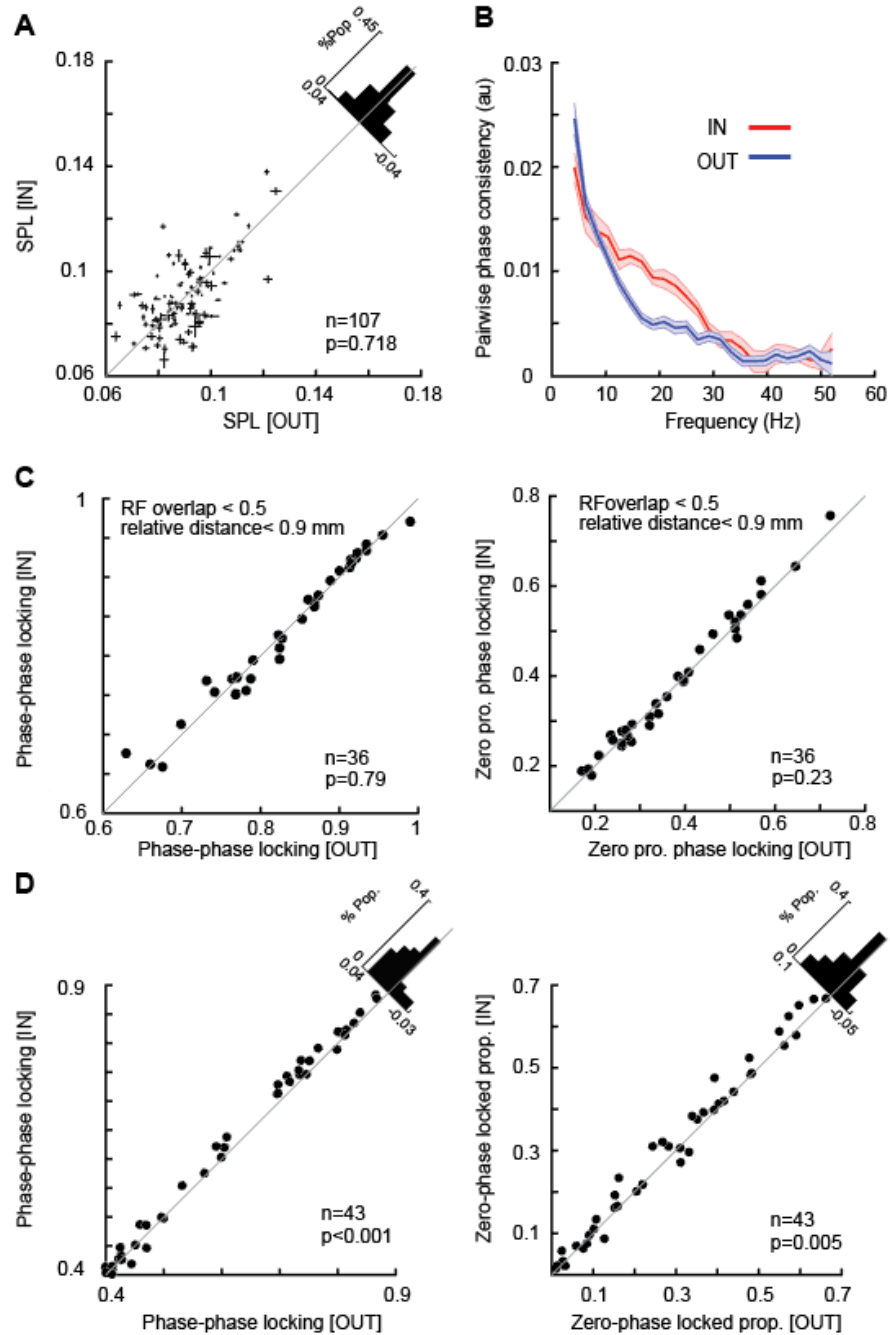 A
%Pop
0.45
0
0.04
-0.04
0.18
0.14
0.1
0.06
SPL [IN]
n=107
p=0.718
0.06
0.1
0.14
0.18
SPL [OUT]
B
0.03
0.02
0.01
0
Pairwise phase consistency (au)
IN
OUT
0
20
40
60
Frequency (Hz)
C
1
0.6
Phase-phase locking [IN]
RF overlap < 0.5
relative distance< 0.9 mm
n=36
p=0.79
0.6
0.7
0.8
0.9
1
Phase-phase locking [OUT]
0.8
0.6
0.4
0.2
Zero pro. phase locking [IN]
RFoverlap < 0.5
relative distance< 0.9 mm
n=36
p=0.23
0.2
0.4
0.6
0.8
Zero pro. phase locking [OUT]
D
% Pop.
0.4
0
0.04
-0.03
0.9
0.4
Phase-phase locking [IN]
n=43
p<0.001
0.4
0.9
Phase-phase locking [OUT]
% Pop.
0.4
0
0.1
-0.05
0.7
0.5
0.3
0.1
Zero-phase locked prop. [IN]
n=43
p=0.005
0.1
0.3
0.5
0.7
Zero-phase locked prop. [OUT]